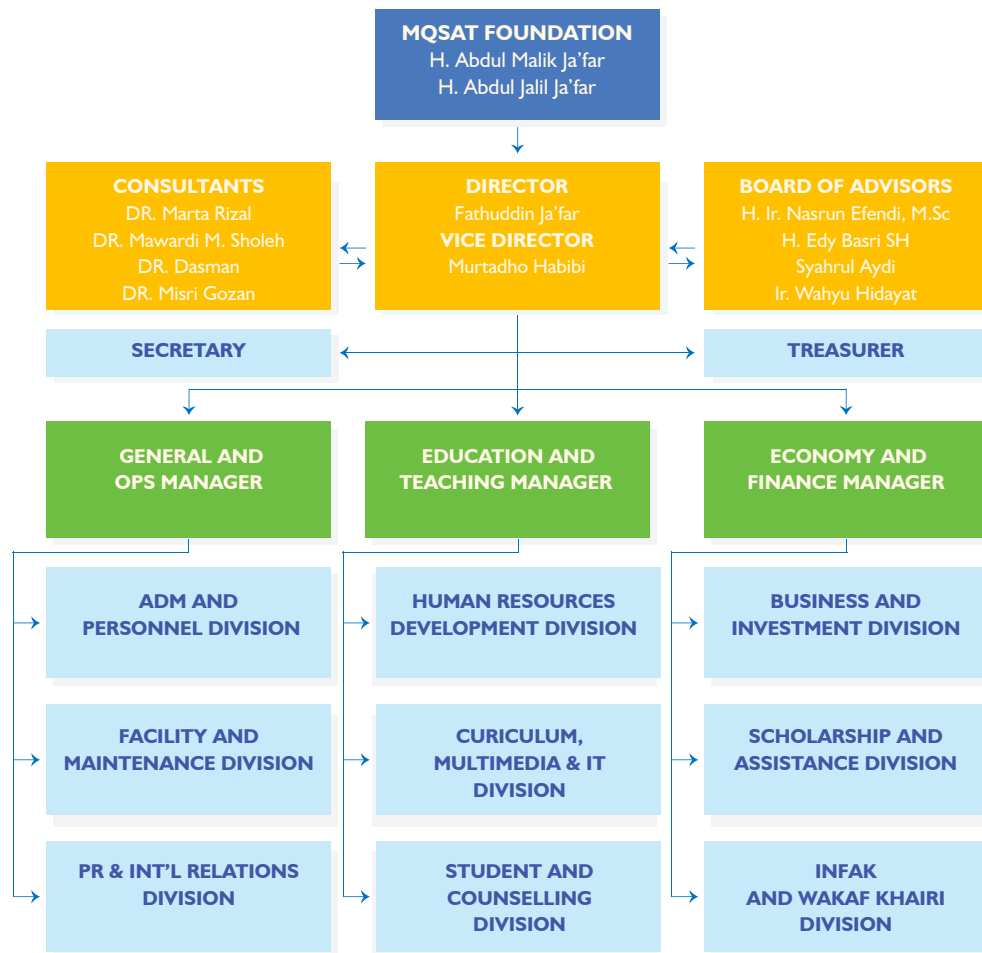 MQSAT FOUNDATION
H. Abdul Malik Ja’far
H. Abdul Jalil Ja’far
CONSULTANTS
DR. Marta Rizal
DR. Mawardi M. Sholeh
DR. Dasman
DR. Misri Gozan
DIRECTOR
Fathuddin Ja’far
VICE DIRECTOR
Murtadho Habibi
BOARD OF ADVISORS
H. Ir. Nasrun Efendi, M.Sc
H. Edy Basri SH
Syahrul Aydi
Ir. Wahyu Hidayat
SECRETARY
TREASURER
GENERAL AND
OPS MANAGER
EDUCATION AND
TEACHING MANAGER
ECONOMY AND
FINANCE MANAGER
ADM AND
PERSONNEL DIVISION
HUMAN RESOURCES
DEVELOPMENT DIVISION
BUSINESS AND
INVESTMENT DIVISION
FACILITY AND
MAINTENANCE DIVISION
CURICULUM,
MULTIMEDIA & IT
DIVISION
SCHOLARSHIP AND
ASSISTANCE DIVISION
PR & INT’L RELATIONS
DIVISION
STUDENT AND
COUNSELLING
DIVISION
INFAK
AND WAKAF KHAIRI
DIVISION